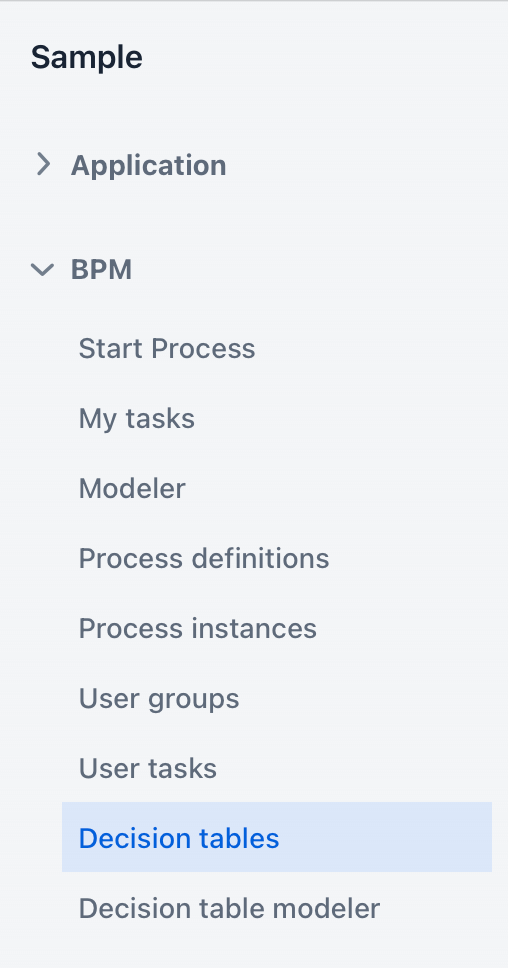 Sample
Application
BPM
Start Process
My tasks
Modeler
Process definitions
Process instances
User groups
User tasks
Decision tables
Decision table modeler